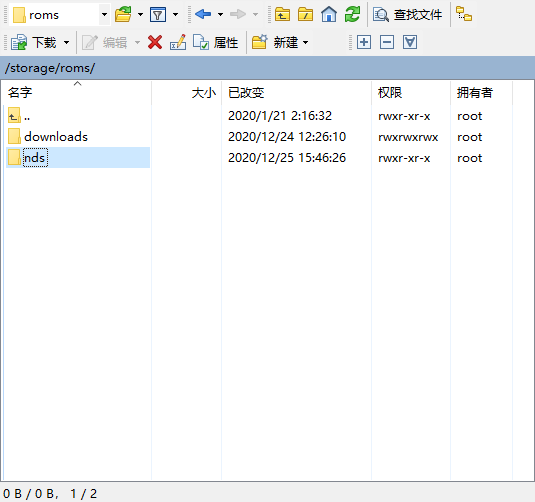 roms
查找文件
下载 编辑 属性 新建
/storage/roms/
名字 大小 已改变 权限 拥有者
.. 2020/1/21 2:16:32 rwxr-xr-x root
downloads 2020/12/24 12:26:10 rwxrwxrwx root
nds 2020/12/25 15:46:26 rwxr-xr-x root
0 B / 0 B， 1 / 2